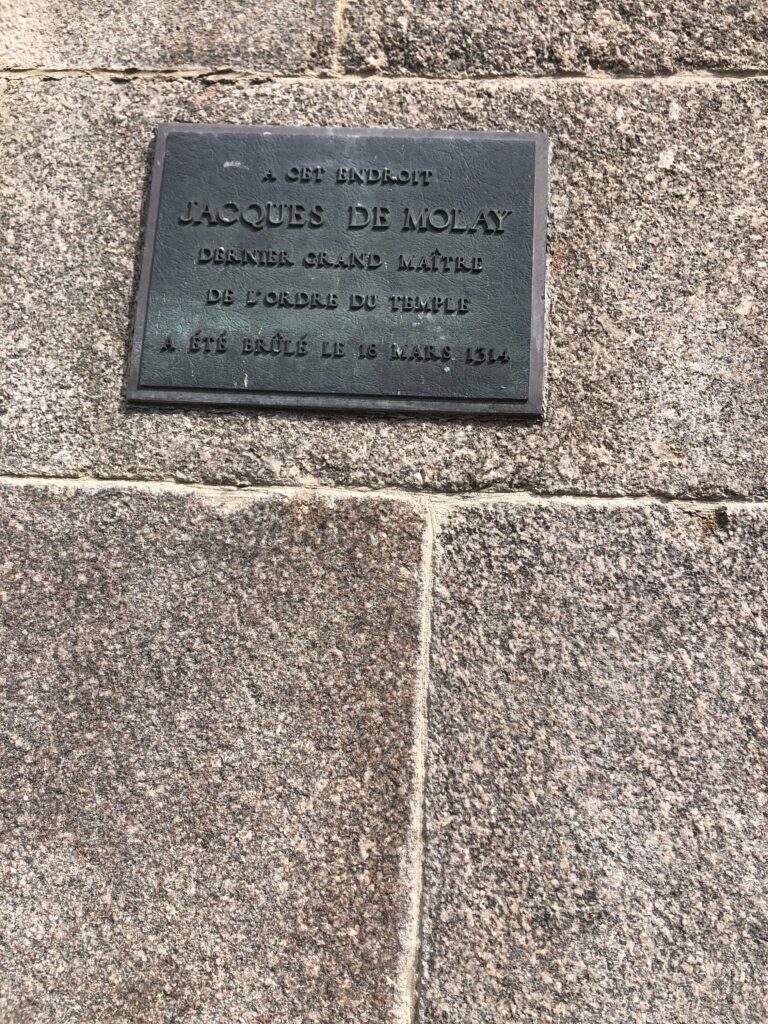 A CET ENDROIT
JACQUES DE MOLAY
DERNIER GRAND MAÎTRE
DE L'ORDRE DU TEMPLE
A ÉTÉ BRÛLÉ LE 18 MARS 1314